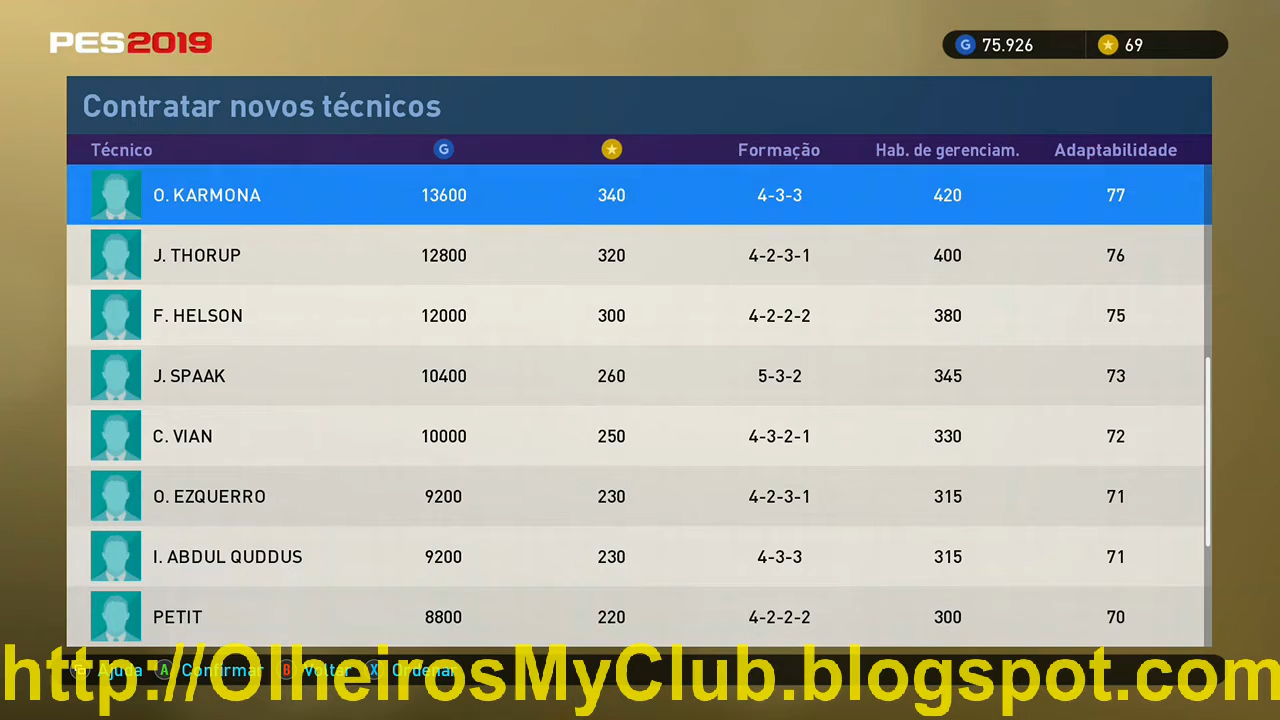 PES2019 G 75.926 69
Contratar novos técnicos
Técnico G Formação Hab. de gerenciam. Adaptabilidade
O. KARMONA 13600 340 4-3-3 420 77
J. THORUP 12800 320 4-2-3-1 400 76
F. HELSON 12000 300 4-2-2-2 380 75
J. SPAAK 10400 260 5-3-2 345 73
C. VIAN 10000 250 4-3-2-1 330 72
O. EZQUERRO 9200 230 4-2-3-1 315 71
I. ABDUL QUDDUS 9200 230 4-3-3 315 71
PETIT 8800 220 4-2-2-2 300 70
Ajuda A Confirmar B Voltar X Ordenar
http://OlheirosMyClub.blogspot.com